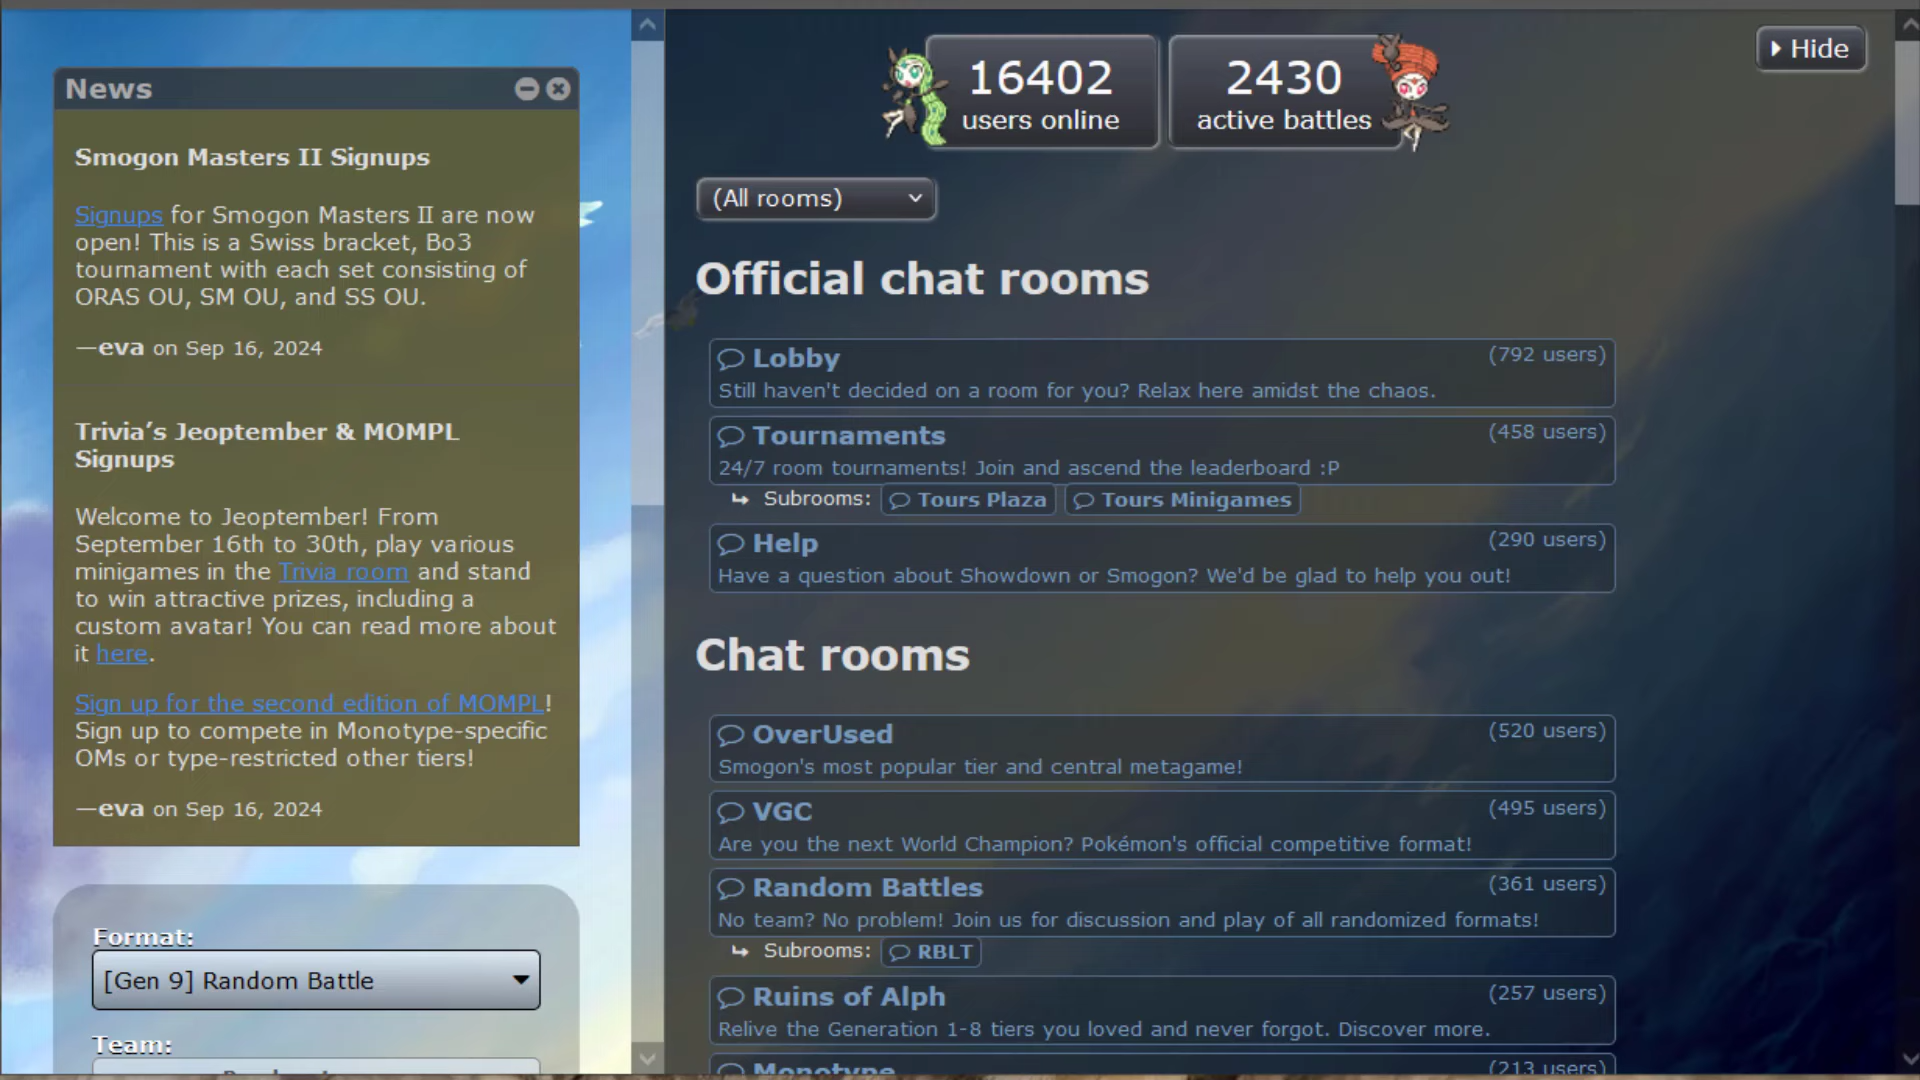 News
Smogon Masters II Signups
Signups for Smogon Masters II are now
open! This is a Swiss bracket, Bo3
tournament with each set consisting of
ORAS OU, SM OU, and SS OU.
—eva on Sep 16, 2024
Trivia’s Jeoptember & MOMPL
Signups
Welcome to Jeoptember! From
September 16th to 30th, play various
minigames in the Trivia room and stand
to win attractive prizes, including a
custom avatar! You can read more about
it here.
Sign up for the second edition of MOMPL!
Sign up to compete in Monotype-specific
OMs or type-restricted other tiers!
—eva on Sep 16, 2024
Format:
[Gen 9] Random Battle
Team:
16402
users online
2430
active battles
Hide
(All rooms)
Official chat rooms
Lobby (792 users)
Still haven't decided on a room for you? Relax here amidst the chaos.
Tournaments (458 users)
24/7 room tournaments! Join and ascend the leaderboard :P
Subrooms: Tours Plaza Tours Minigames
Help (290 users)
Have a question about Showdown or Smogon? We'd be glad to help you out!
Chat rooms
OverUsed (520 users)
Smogon's most popular tier and central metagame!
VGC (495 users)
Are you the next World Champion? Pokémon's official competitive format!
Random Battles (361 users)
No team? No problem! Join us for discussion and play of all randomized formats!
Subrooms: RBLT
Ruins of Alph (257 users)
Relive the Generation 1-8 tiers you loved and never forgot. Discover more.
Monotype (213 users)